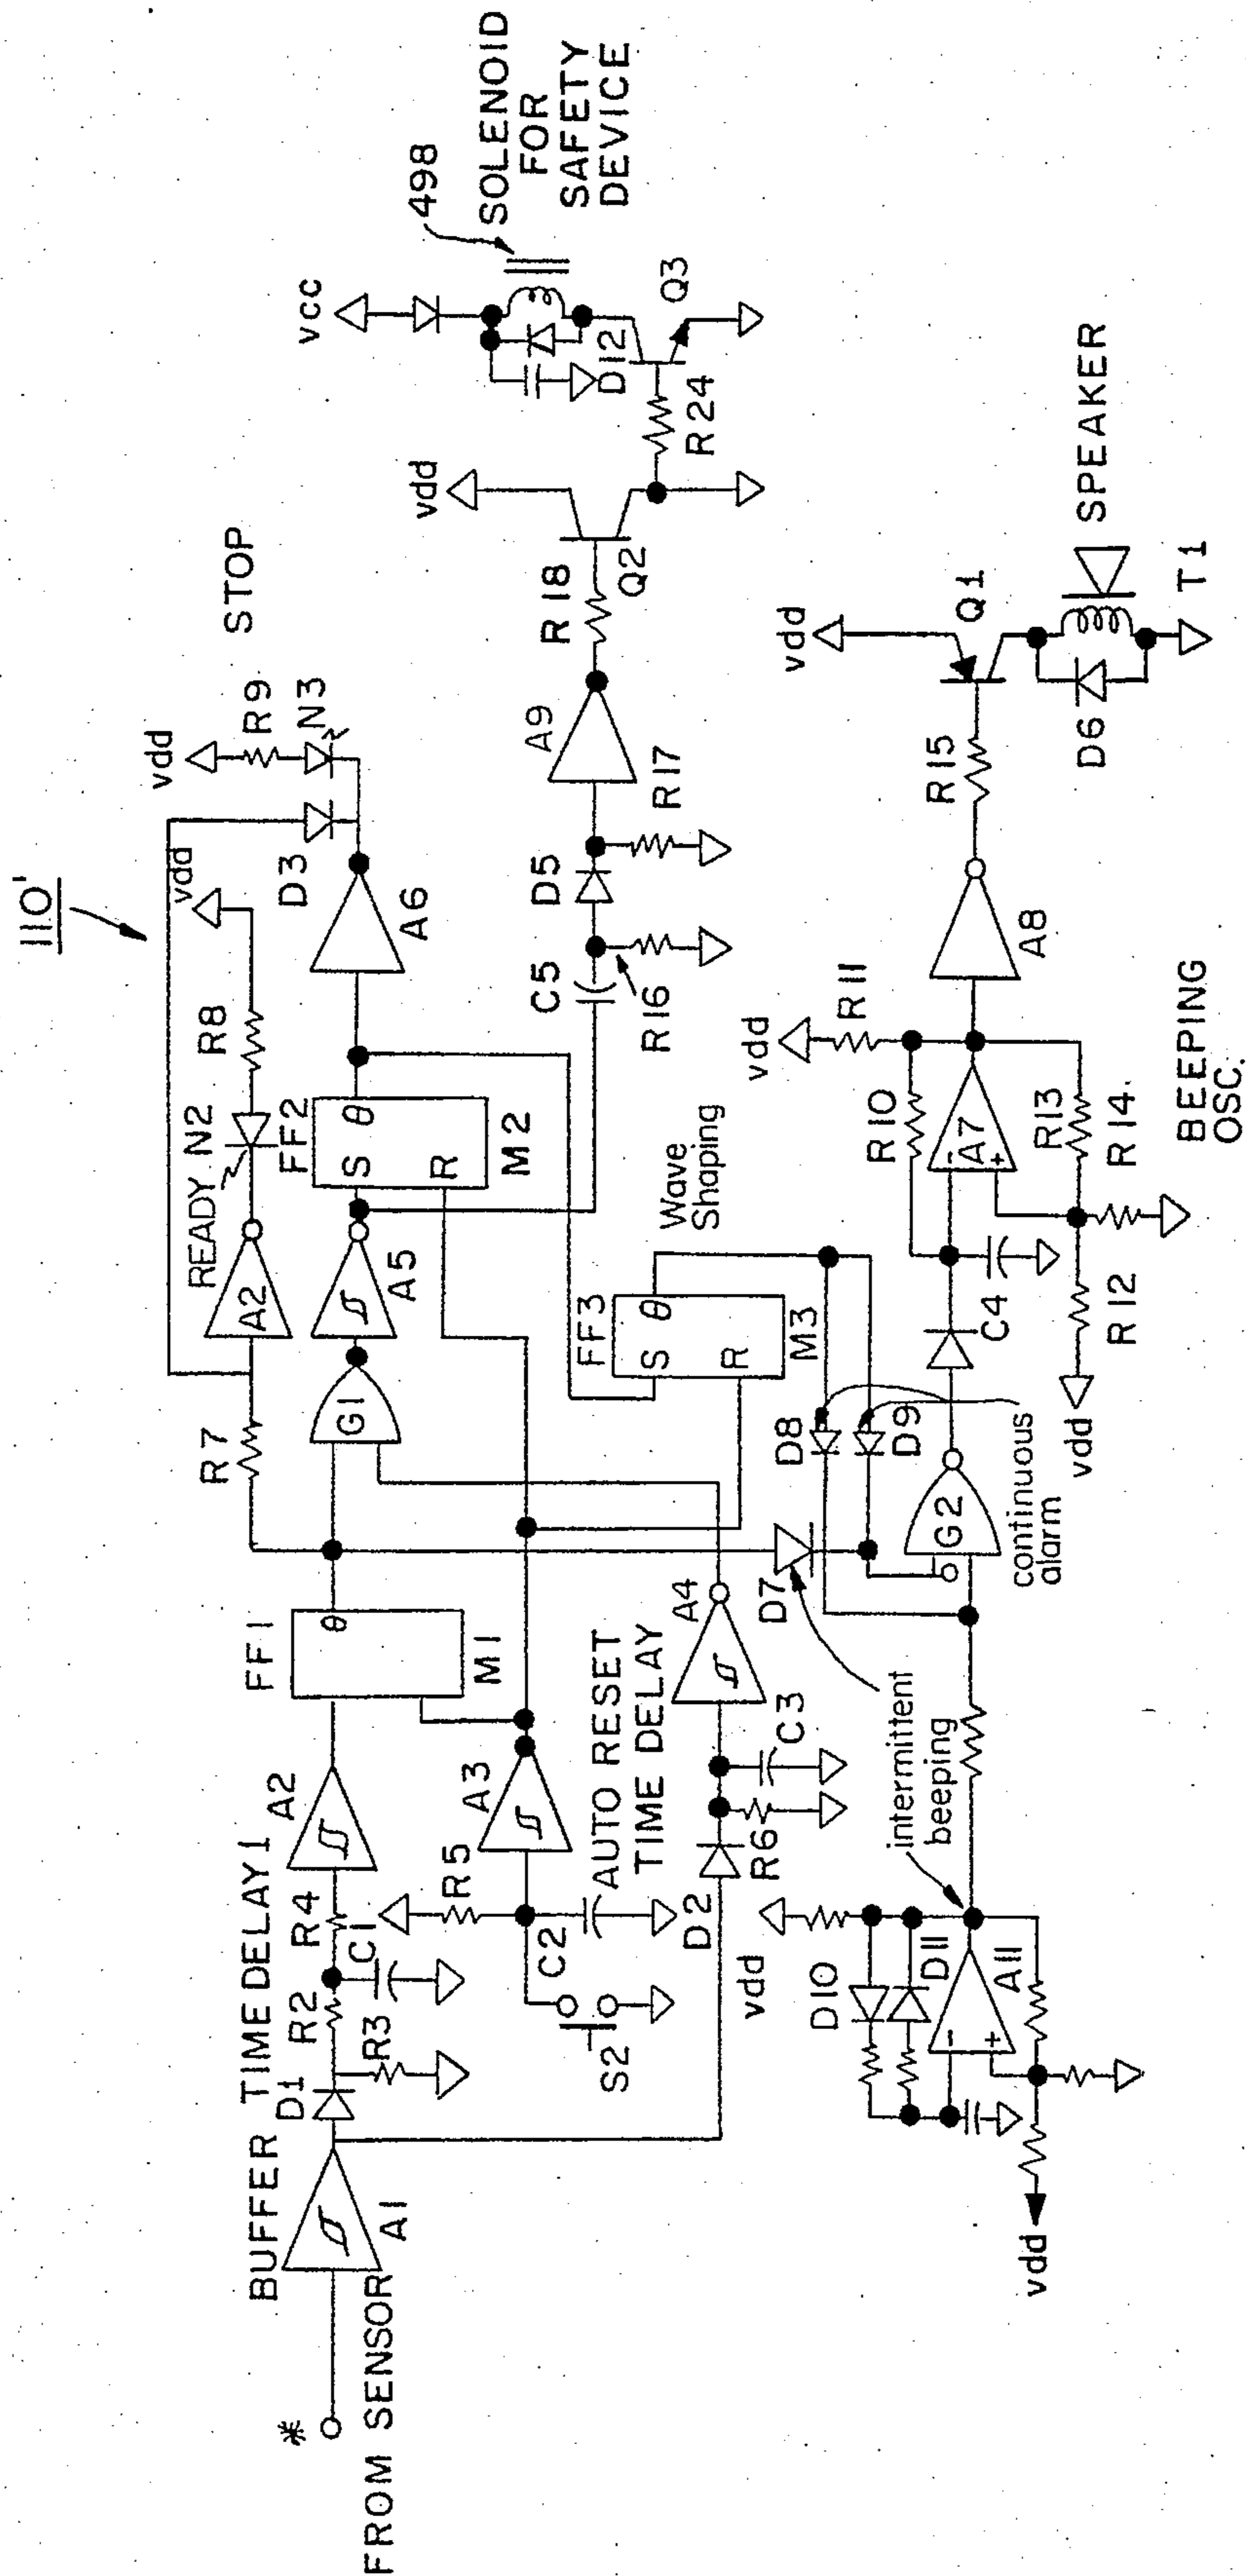 110'
*
FROM SENSOR
BUFFER
A1
TIME DELAY 1
D1
R2
R3
R4
C1
A2
FF1
θ
M1
R7
READY N2
A2
R8
vdd
D3
vdd
R9
N3
STOP
G1
A5
FF2
S θ
R
M2
A6
R5
A3
C2
S2
AUTO RESET
TIME DELAY
D2
R6
C3
A4
FF3
S θ
R
M3
Wave
Shaping
C5
R16
D5
R17
A9
R18
Q2
vdd
R24
Q3
D12
vcc
498
SOLENOID
FOR
SAFETY
DEVICE
vdd
D10
D11
A11
-
+
vdd
intermittent
beeping
D7
D8
D9
G2
continuous
alarm
C4
R10
vdd
R11
A7
-
+
R13
R14
R12
vdd
BEEPING
OSC.
A8
R15
vdd
Q1
D6
T1
SPEAKER